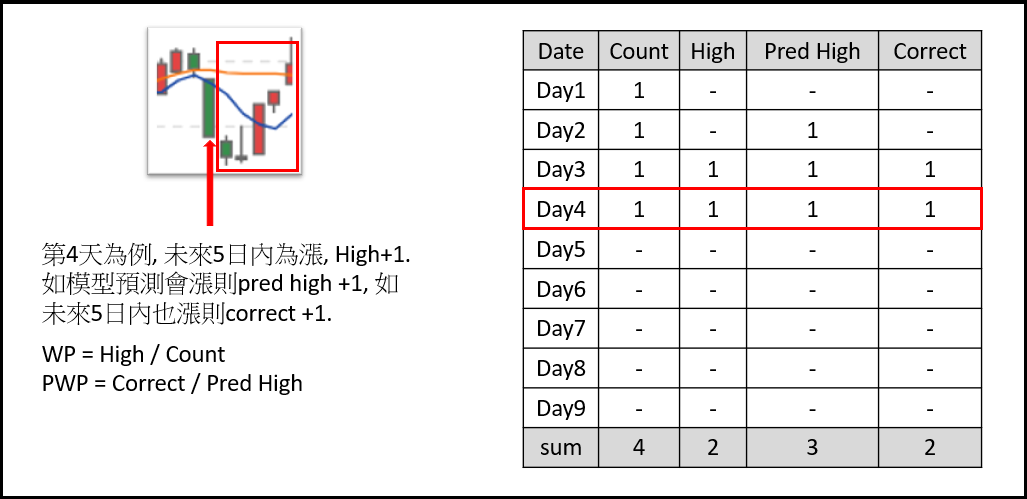 第4天為例, 未來5日內為漲, High+1.
如模型預測會漲則pred high +1, 如
未來5日內也漲則correct +1.
WP = High / Count
PWP = Correct / Pred High
Date Count High Pred High Correct
Day1 1 - - -
Day2 1 - 1 -
Day3 1 1 1 1
Day4 1 1 1 1
Day5 - - - -
Day6 - - - -
Day7 - - - -
Day8 - - - -
Day9 - - - -
sum 4 2 3 2